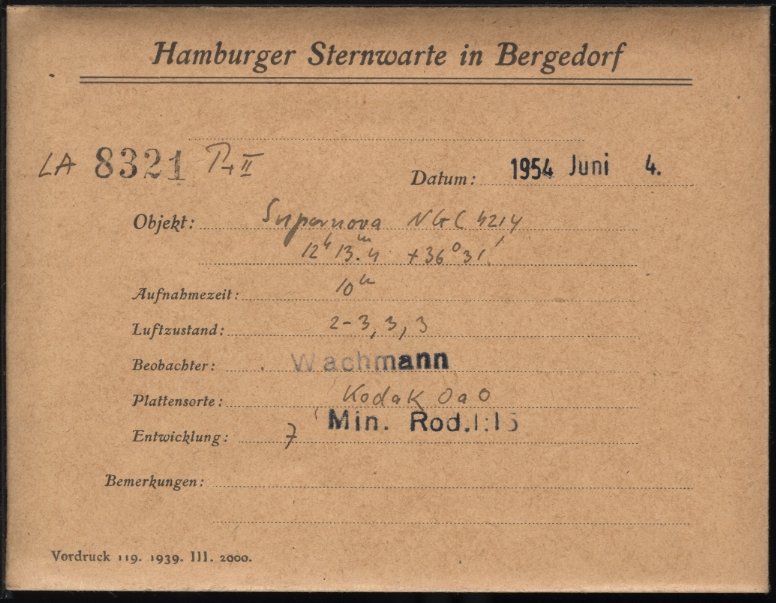 Hamburger Sternwarte in Bergedorf
LA 8321 II
Datum: 1954 Juni 4.
Objekt: Supernova NGC 4214
12h 13m.4 +36° 31'
Aufnahmezeit: 10m
Luftzustand: 2-3, 3, 3
Beobachter: Wachmann
Plattensorte: Kodak OaO
Entwicklung: 7 Min. Rod. 1:15
Bemerkungen:
Vordruck 119. 1939. III. 2000.